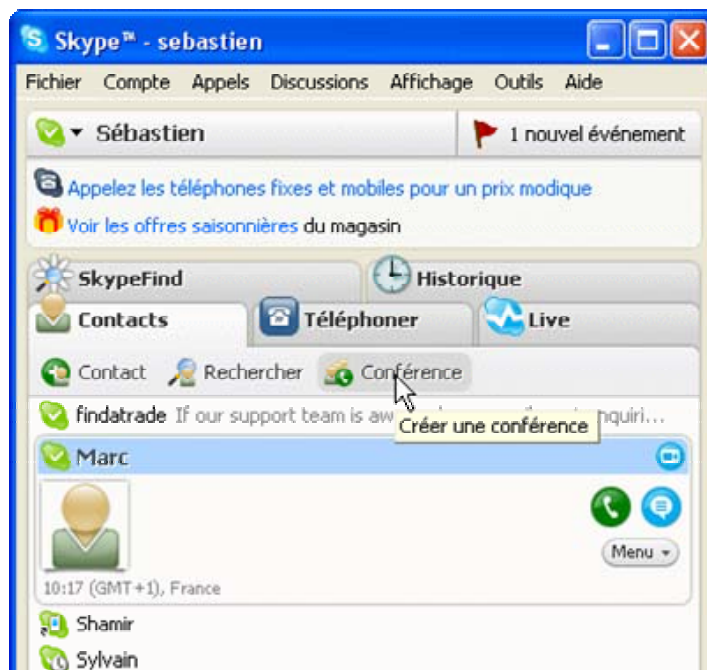 Skype™ - sebastien
Fichier Compte Appels Discussions Affichage Outils Aide
Sébastien 1 nouvel événement
Appelez les téléphones fixes et mobiles pour un prix modique
Voir les offres saisonnières du magasin
SkypeFind Historique
Contacts Téléphoner Live
Contact Rechercher Conférence
findatrade If our support team is nquiri...
Créer une conférence
Marc
Menu
10:17 (GMT+1), France
Shamir
Sylvain